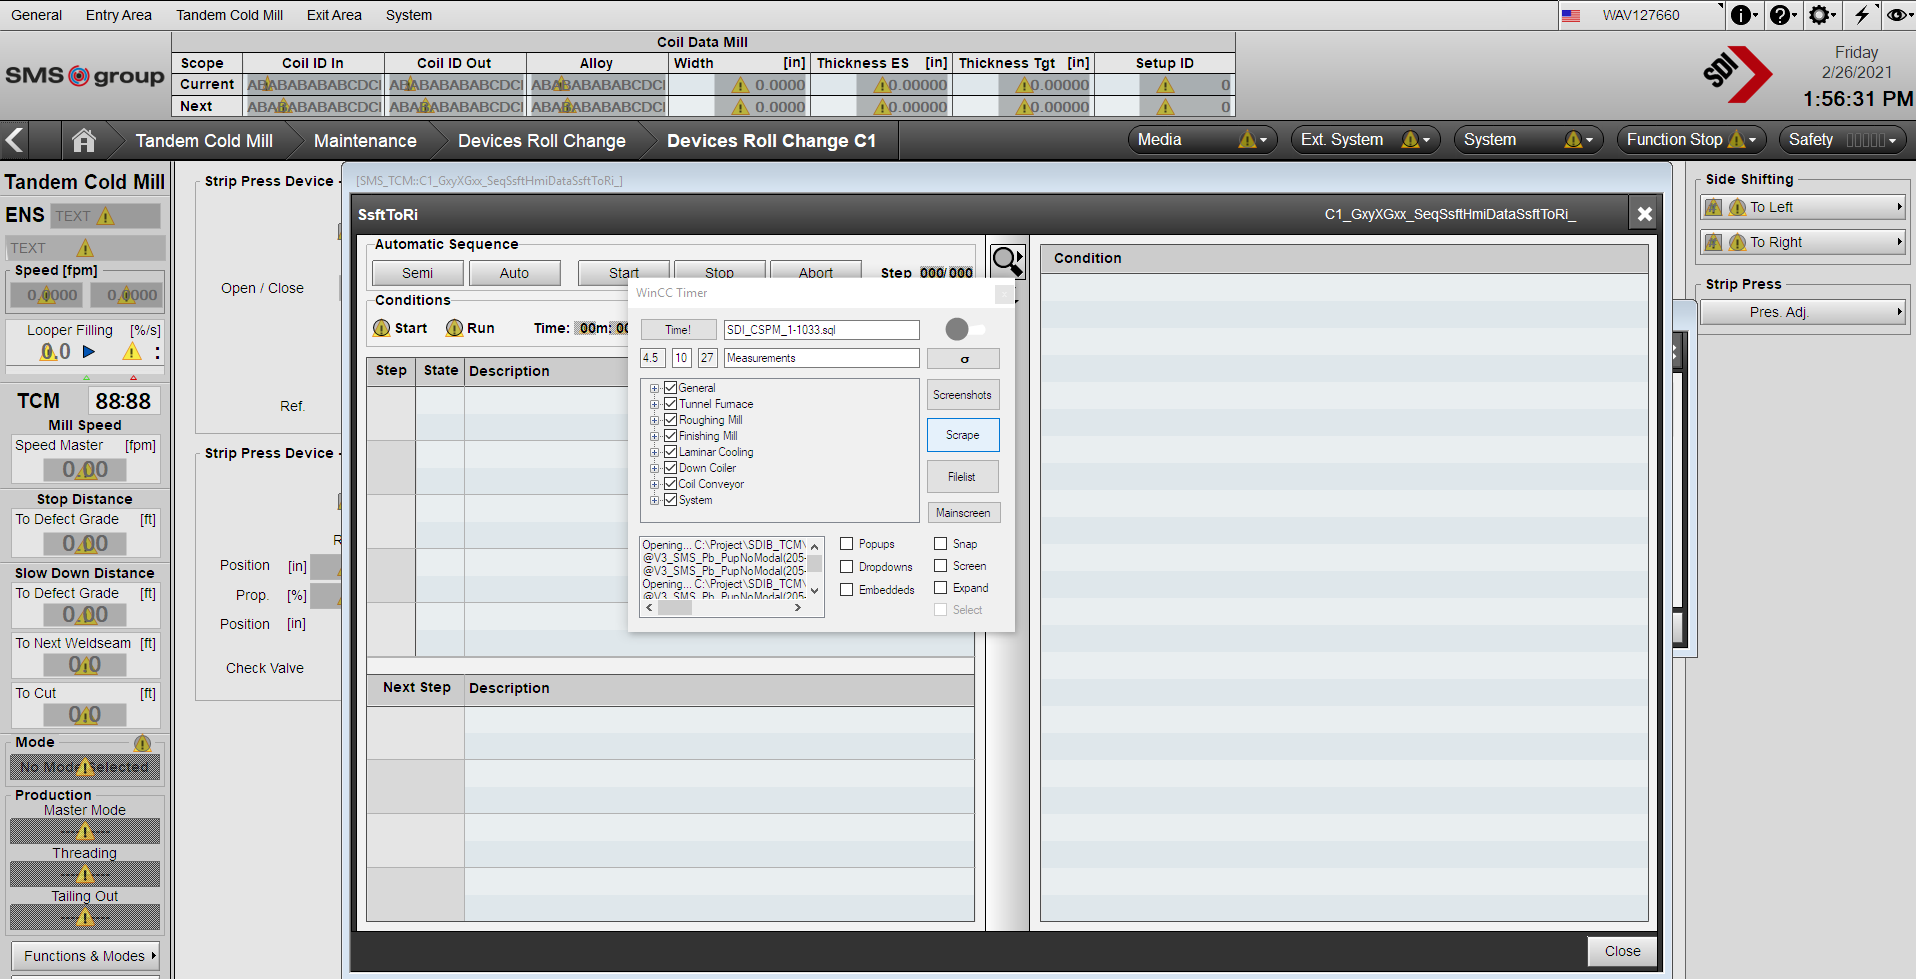 General Entry Area Tandem Cold Mill Exit Area System WAV127660
SMS group
Coil Data Mill
Scope Coil ID In Coil ID Out Alloy Width [in] Thickness ES [in] Thickness Tgt [in] Setup ID
Current ABABABABABCDCI ABABABABABCDCI ABABABABABCDCI 0.0000 0.00000 0.00000 0
Next ABABABABABCDCI ABABABABABCDCI ABABABABABCDCI 0.0000 0.00000 0.00000 0
SDI
Friday
2/26/2021
1:56:31 PM
Tandem Cold Mill Maintenance Devices Roll Change Devices Roll Change C1 Media Ext. System System Function Stop Safety
Tandem Cold Mill
ENS TEXT
TEXT
Speed [fpm]
0.0000 0.0000
Looper Filling [%/s]
0.0 :
TCM 88:88
Mill Speed
Speed Master [fpm]
0.00
Stop Distance
To Defect Grade [ft]
0.00
Slow Down Distance
To Defect Grade [ft]
0.00
To Next Weldseam [ft]
0.0
To Cut [ft]
0.0
Mode
No Mode Selected
Production
Master Mode
Threading
Tailing Out
Functions & Modes
Strip Press Device -
Open / Close
Ref.
Strip Press Device -
R
Position [in]
Prop. [%]
Position [in]
Check Valve
[SMS_TCM::C1_GxyXGxx_SeqSsftHmiDataSsftToRi_]
SsftToRi C1_GxyXGxx_SeqSsftHmiDataSsftToRi_
Automatic Sequence
Semi Auto Start Stop Abort Step 000/000
Conditions
Start Run Time: 00m: 00
Step State Description
Next Step Description
Condition
Close
WinCC Timer
Time! SDI_CSPM_1-1033.sql
4.5 10 27 Measurements σ
General
Tunnel Furnace
Roughing Mill
Finishing Mill
Laminar Cooling
Down Coiler
Coil Conveyor
System
Screenshots
Scrape
Filelist
Mainscreen
Opening... C:\Project\SDIB_TCM\
@V3_SMS_Pb_PupNoModal(205-
@V3_SMS_Pb_PupNoModal(205-
Opening... C:\Project\SDIB_TCM\
@V3_SMS_Pb_PupNoModal(205-
Popups Snap
Dropdowns Screen
Embeddeds Expand
Select
Side Shifting
To Left
To Right
Strip Press
Pres. Adj.